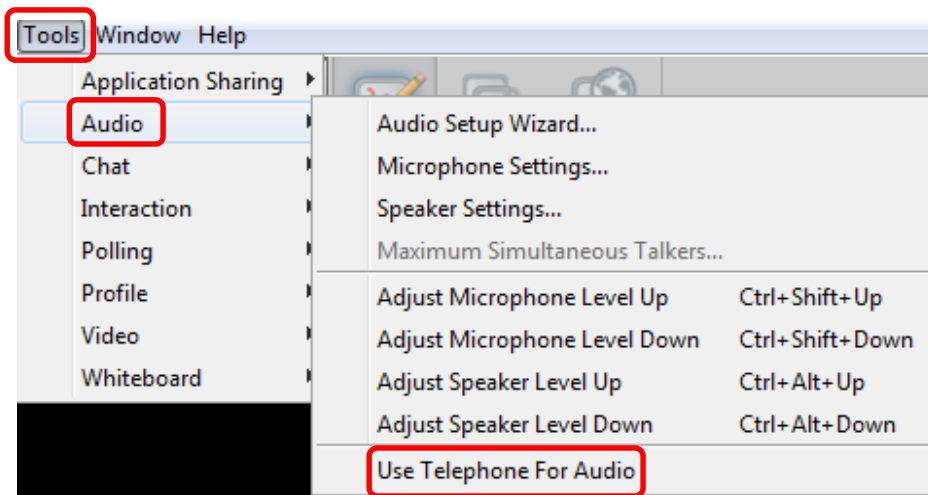 Tools Window Help
Application Sharing
Audio
Chat
Interaction
Polling
Profile
Video
Whiteboard
Audio Setup Wizard...
Microphone Settings...
Speaker Settings...
Maximum Simultaneous Talkers...
Adjust Microphone Level Up Ctrl+Shift+Up
Adjust Microphone Level Down Ctrl+Shift+Down
Adjust Speaker Level Up Ctrl+Alt+Up
Adjust Speaker Level Down Ctrl+Alt+Down
Use Telephone For Audio